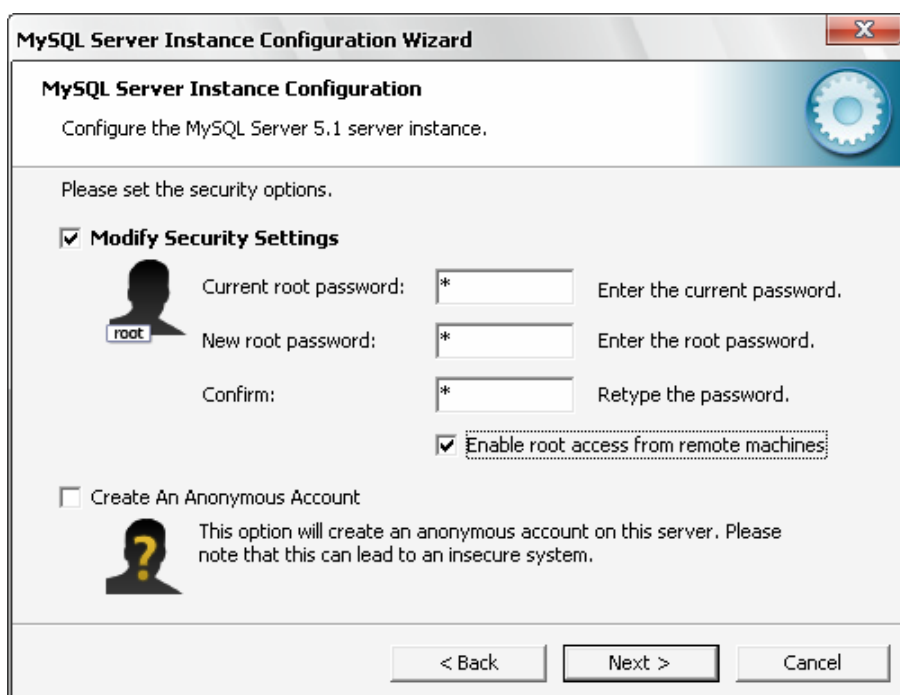 MySQL Server Instance Configuration Wizard
MySQL Server Instance Configuration
Configure the MySQL Server 5.1 server instance.
Please set the security options.
Modify Security Settings
root
Current root password: * Enter the current password.
New root password: * Enter the root password.
Confirm: * Retype the password.
Enable root access from remote machines
Create An Anonymous Account
?
This option will create an anonymous account on this server. Please
note that this can lead to an insecure system.
< Back Next > Cancel